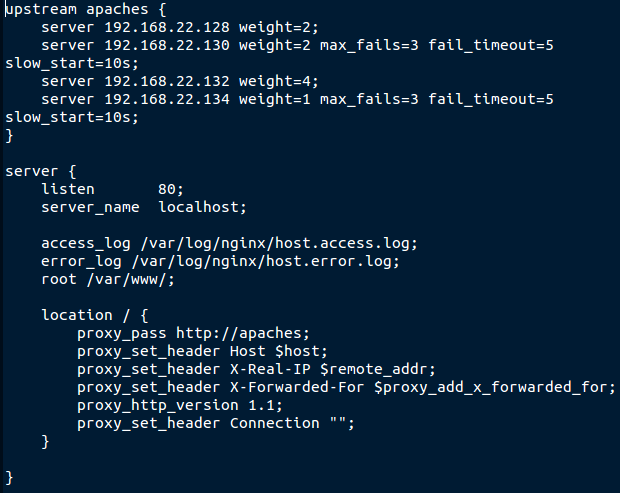 upstream apaches {
    server 192.168.22.128 weight=2;
    server 192.168.22.130 weight=2 max_fails=3 fail_timeout=5
slow_start=10s;
    server 192.168.22.132 weight=4;
    server 192.168.22.134 weight=1 max_fails=3 fail_timeout=5
slow_start=10s;
}

server {
    listen       80;
    server_name  localhost;

    access_log /var/log/nginx/host.access.log;
    error_log /var/log/nginx/host.error.log;
    root /var/www/;

    location / {
        proxy_pass http://apaches;
        proxy_set_header Host $host;
        proxy_set_header X-Real-IP $remote_addr;
        proxy_set_header X-Forwarded-For $proxy_add_x_forwarded_for;
        proxy_http_version 1.1;
        proxy_set_header Connection "";
    }

}